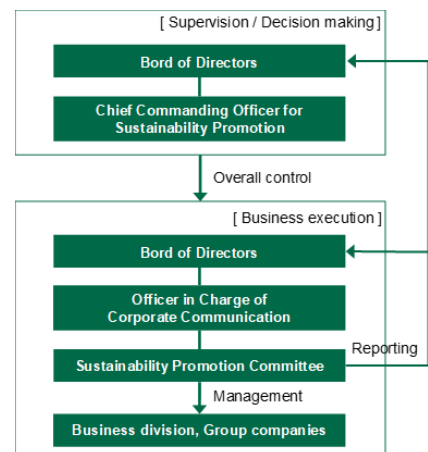 [ Supervision / Decision making ]
Bord of Directors
Chief Commanding Officer for
Sustainability Promotion
Overall control
[ Business execution ]
Bord of Directors
Officer in Charge of
Corporate Communication
Reporting
Sustainability Promotion Committee
Management
Business division, Group companies